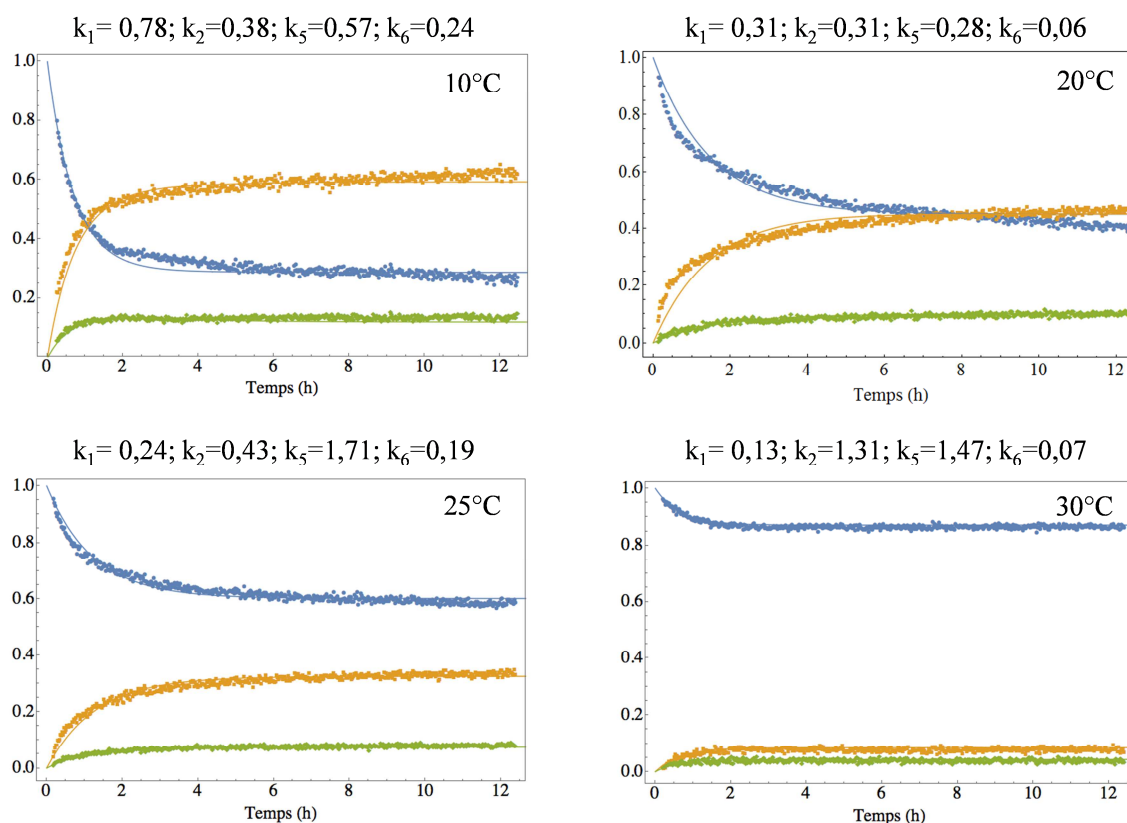 k1= 0,78; k2=0,38; k5=0,57; k6=0,24
10°C
1.0
0.8
0.6
0.4
0.2
0 2 4 6 8 10 12
Temps (h)
k1= 0,31; k2=0,31; k5=0,28; k6=0,06
20°C
1.0
0.8
0.6
0.4
0.2
0.0
0 2 4 6 8 10 12
Temps (h)
k1= 0,24; k2=0,43; k5=1,71; k6=0,19
25°C
1.0
0.8
0.6
0.4
0.2
0.0
0 2 4 6 8 10 12
Temps (h)
k1= 0,13; k2=1,31; k5=1,47; k6=0,07
30°C
1.0
0.8
0.6
0.4
0.2
0.0
0 2 4 6 8 10 12
Temps (h)